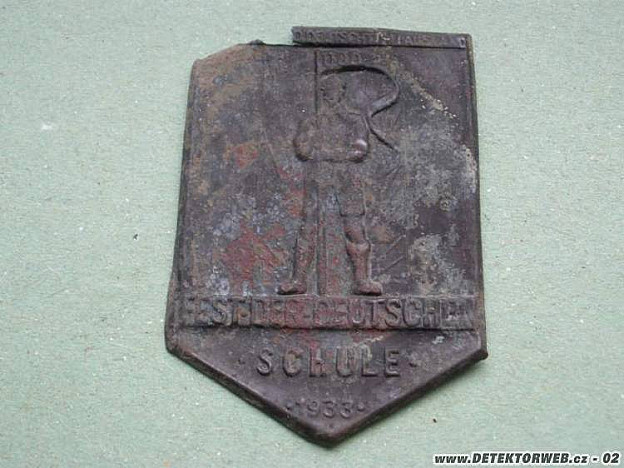 FEST·DER·DEUTSCHEN
·SCHULE·
·1933·
www.DETEKTORWEB.cz - 02